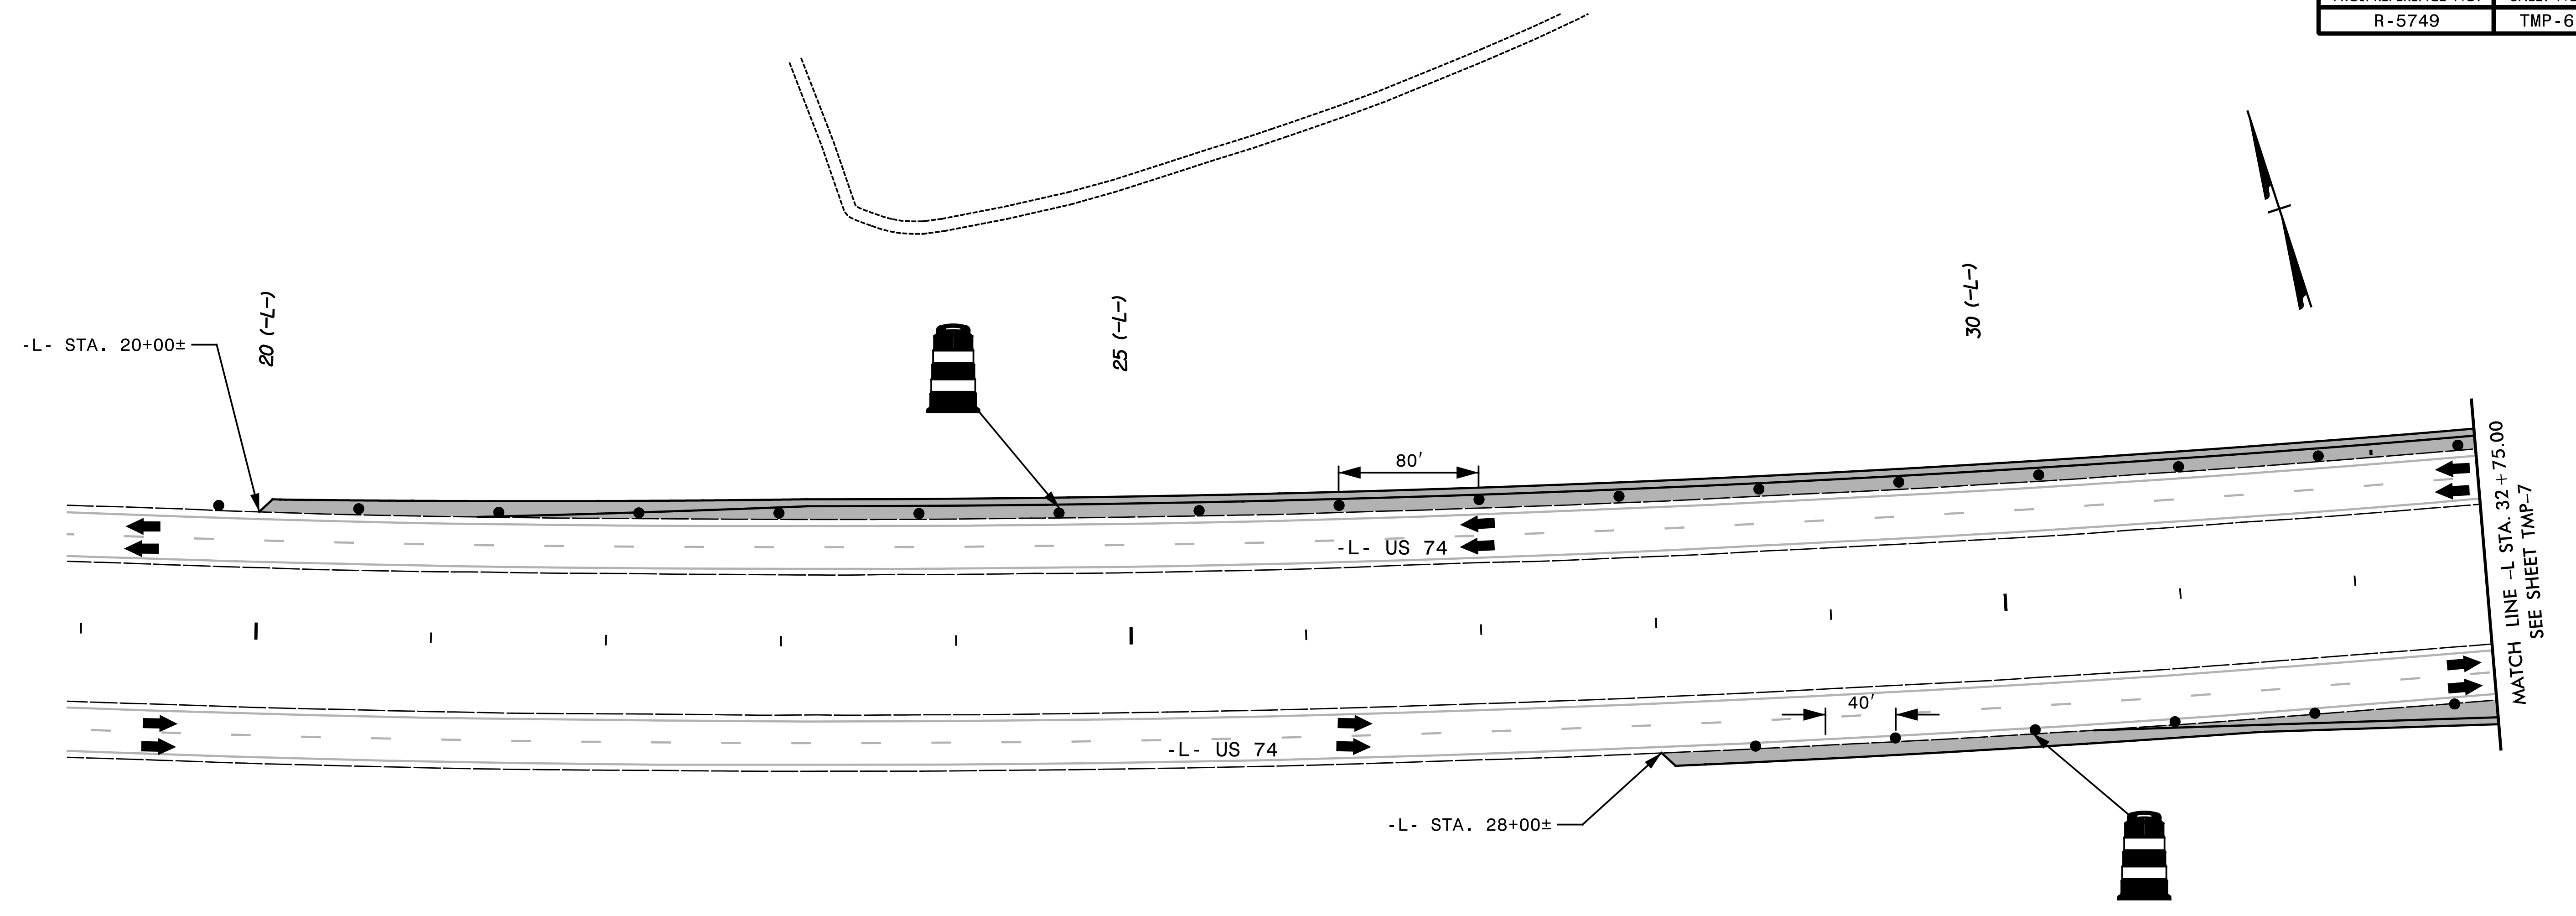 R-5749 TMP-6
20 (-L-)
25 (-L-)
30 (-L-)
-L- STA. 20+00±
80'
-L- US 74
MATCH LINE -L STA. 32+75.00
SEE SHEET TMP-7
40'
-L- US 74
-L- STA. 28+00±